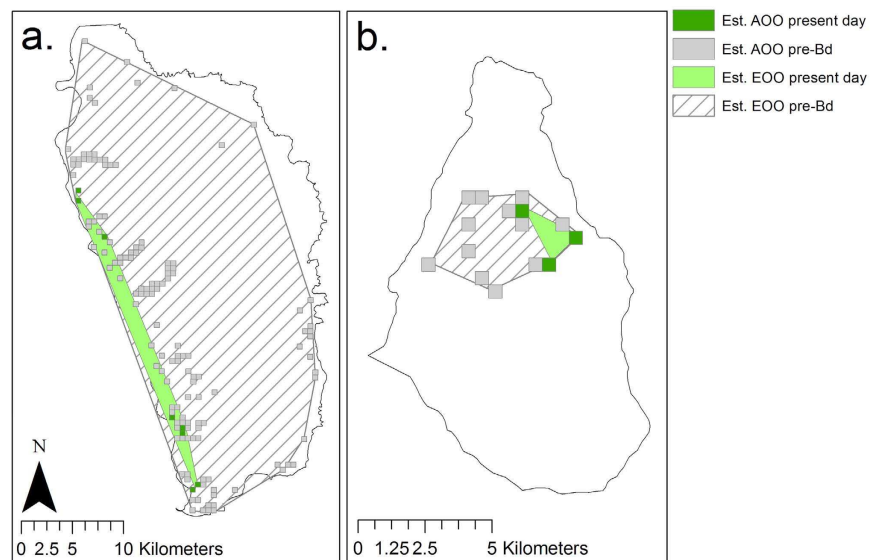 a.
b.
Est. AOO present day
Est. AOO pre-Bd
Est. EOO present day
Est. EOO pre-Bd
N
0 2.5 5 10 Kilometers
0 1.25 2.5 5 Kilometers